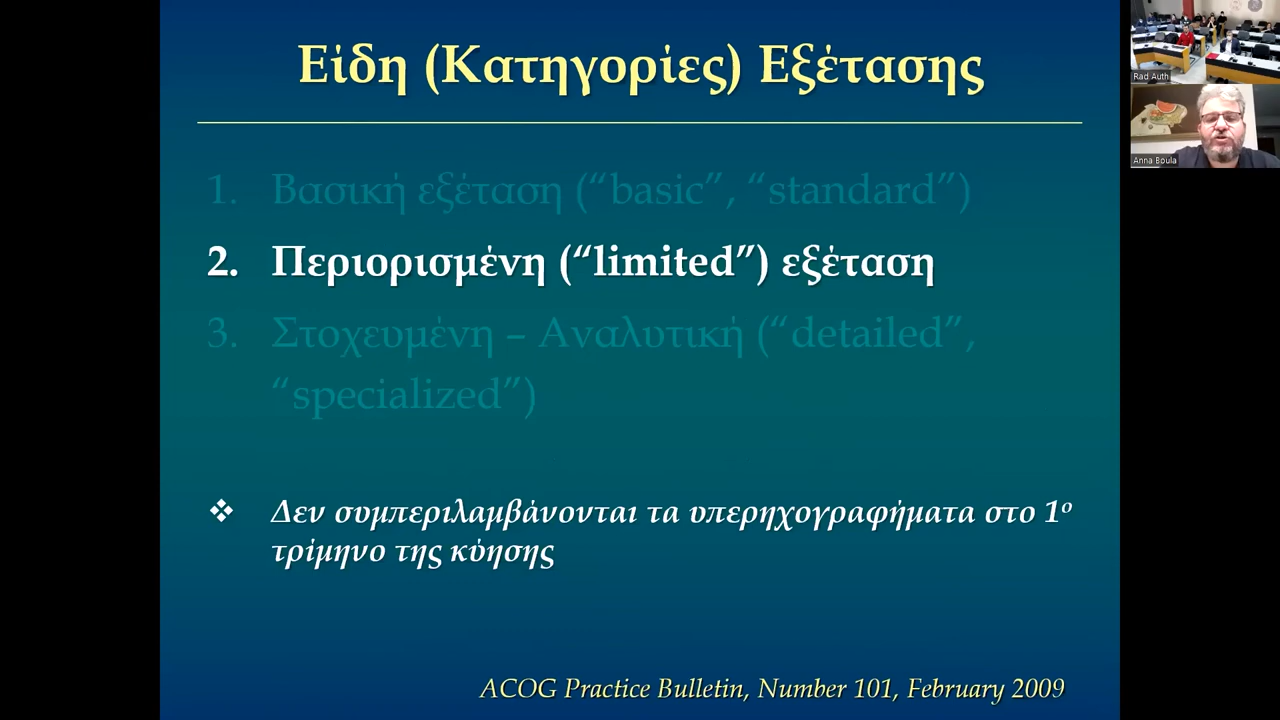 Είδη (Κατηγορίες) Εξέτασης
1. Βασική εξέταση (“basic”, “standard”)
2. Περιορισμένη (“limited”) εξέταση
3. Στοχευμένη – Αναλυτική (“detailed”,
“specialized”)
❖ Δεν συμπεριλαμβάνονται τα υπερηχογραφήματα στο 1ο
τρίμηνο της κύησης
ACOG Practice Bulletin, Number 101, February 2009
Rad Auth
Anna Boula